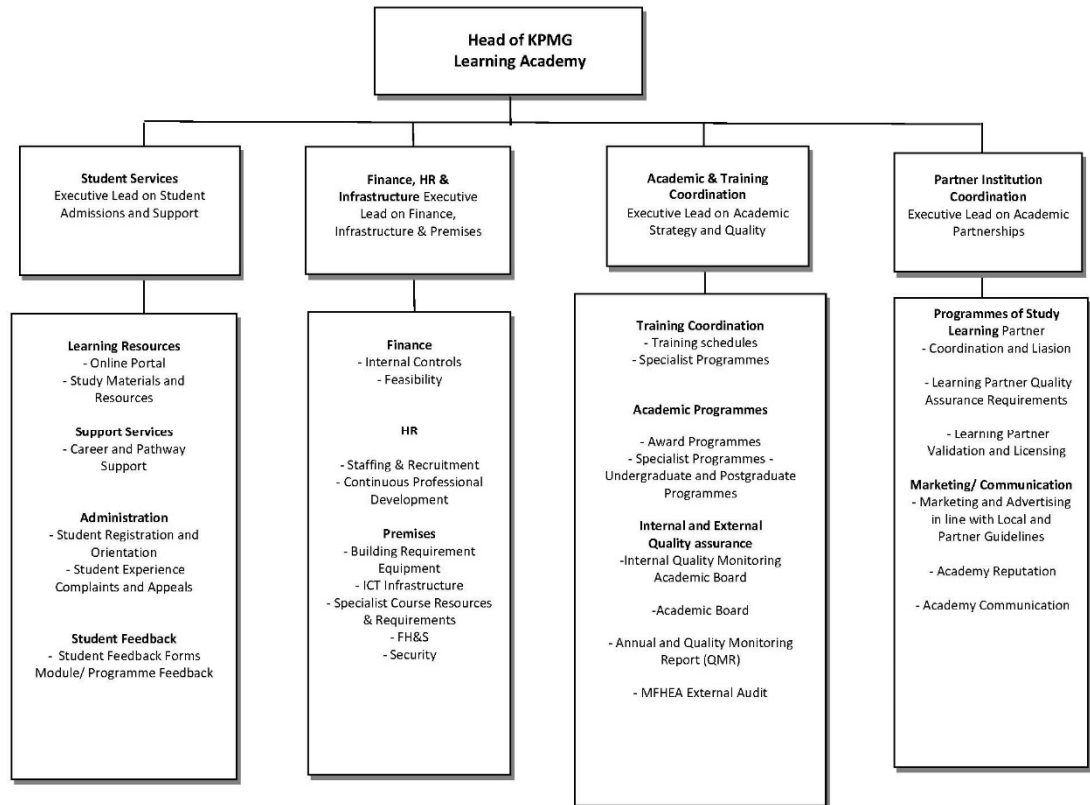 Head of KPMG
Learning Academy
Student Services
Executive Lead on Student
Admissions and Support
Finance, HR &
Infrastructure Executive
Lead on Finance,
Infrastructure & Premises
Academic & Training
Coordination
Executive Lead on Academic
Strategy and Quality
Partner Institution
Coordination
Executive Lead on Academic
Partnerships
Learning Resources
- Online Portal
- Study Materials and
Resources
Support Services
- Career and Pathway
Support
Administration
- Student Registration and
Orientation
- Student Experience
Complaints and Appeals
Student Feedback
- Student Feedback Forms
Module/ Programme Feedback
Finance
- Internal Controls
- Feasibility
HR
- Staffing & Recruitment
- Continuous Professional
Development
Premises
- Building Requirement
Equipment
- ICT Infrastructure
- Specialist Course Resources
& Requirements
- FH&S
- Security
Training Coordination
- Training schedules
- Specialist Programmes
Academic Programmes
- Award Programmes
- Specialist Programmes -
Undergraduate and Postgraduate
Programmes
Internal and External
Quality assurance
-Internal Quality Monitoring
Academic Board
-Academic Board
- Annual and Quality Monitoring
Report (QMR)
- MFHEA External Audit
Programmes of Study
Learning Partner
- Coordination and Liasion
- Learning Partner Quality
Assurance Requirements
- Learning Partner
Validation and Licensing
Marketing/ Communication
- Marketing and Advertising
in line with Local and
Partner Guidelines
- Academy Reputation
- Academy Communication